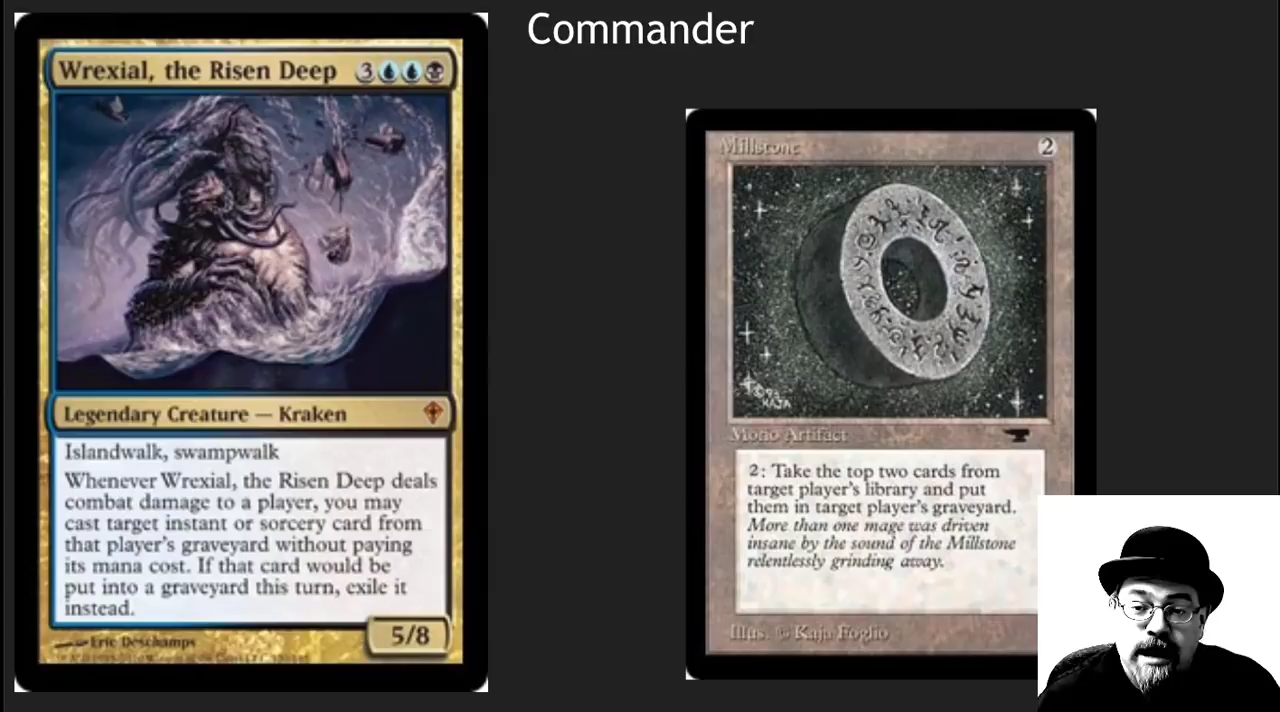 Commander
Wrexial, the Risen Deep 3
Legendary Creature — Kraken
Islandwalk, swampwalk
Whenever Wrexial, the Risen Deep deals
combat damage to a player, you may
cast target instant or sorcery card from
that player's graveyard without paying
its mana cost. If that card would be
put into a graveyard this turn, exile it
instead.
5/8
Eric Deschamps
Millstone 2
©94
KAJA
Mono Artifact
2: Take the top two cards from
target player's library and put
them in target player's graveyard.
More than one mage was driven
insane by the sound of the Millstone
relentlessly grinding away.
Illus. © Kaja Foglio